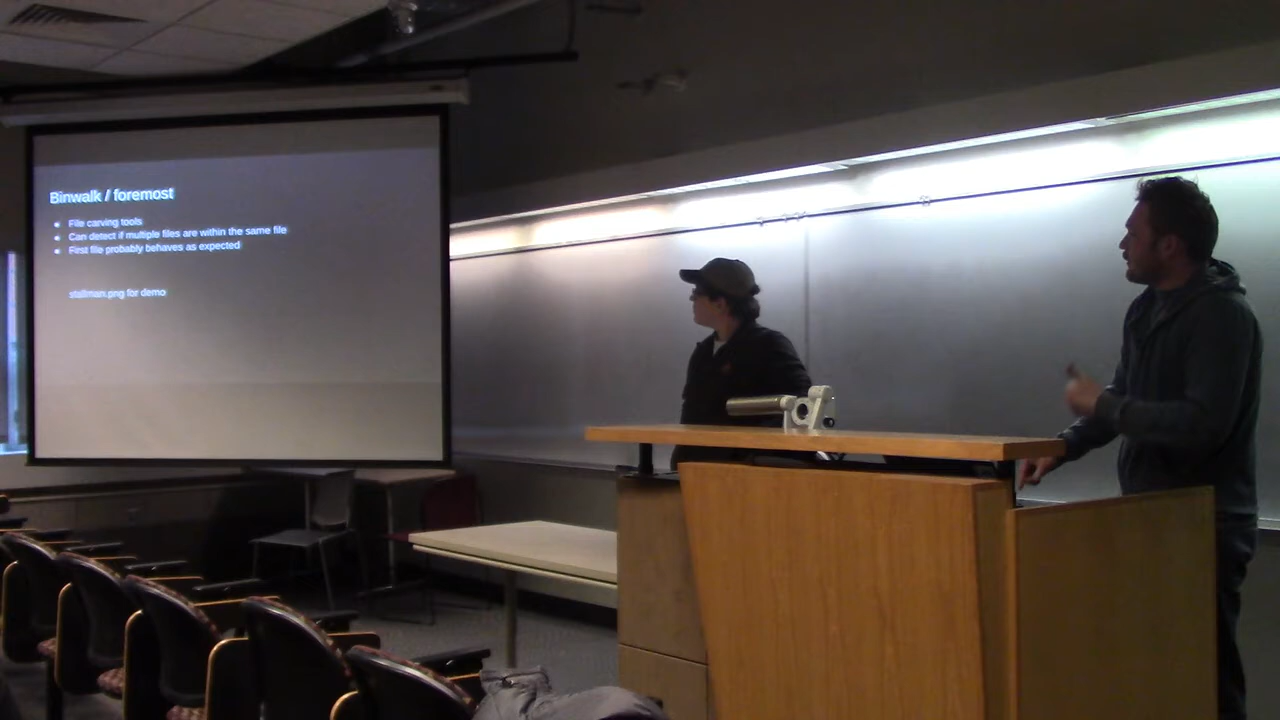 Binwalk / foremost
File carving tools
Can detect if multiple files are within the same file
First file probably behaves as expected
stallman.png for demo